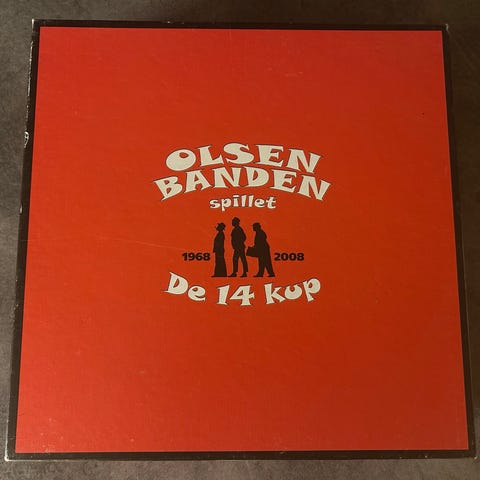 OLSEN
BANDEN
spillet
1968 2008
De 14 kup